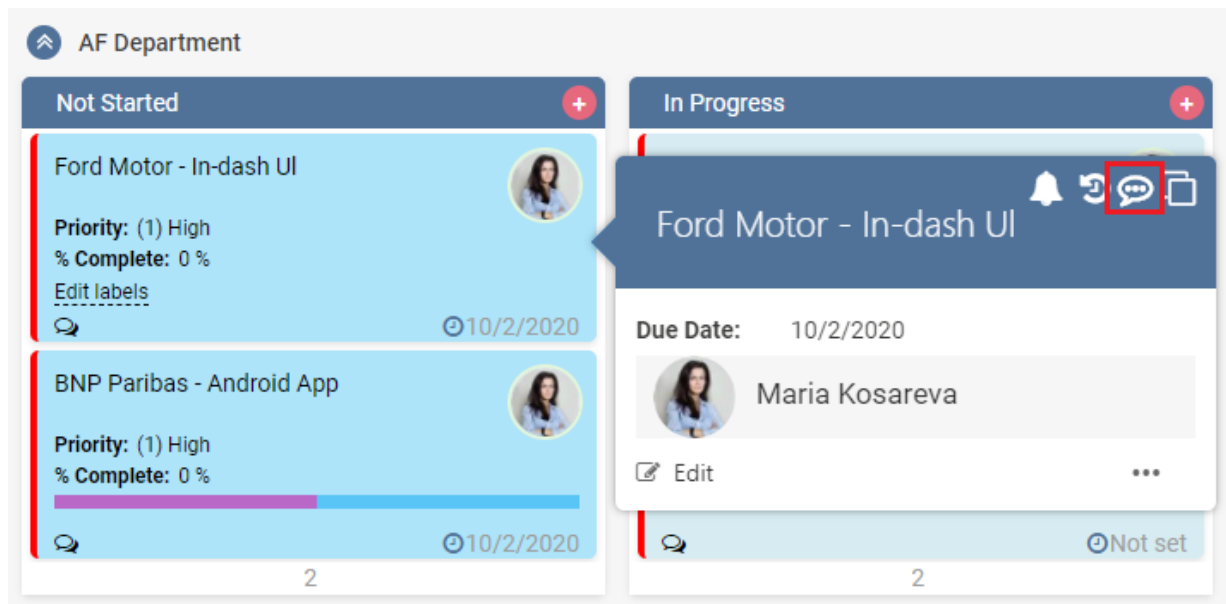 AF Department
Not Started
+
Ford Motor - In-dash UI
Priority: (1) High
% Complete: 0 %
Edit labels
10/2/2020
BNP Paribas - Android App
Priority: (1) High
% Complete: 0 %
10/2/2020
2
In Progress
+
Ford Motor - In-dash UI
Due Date: 10/2/2020
Maria Kosareva
Edit
Not set
2